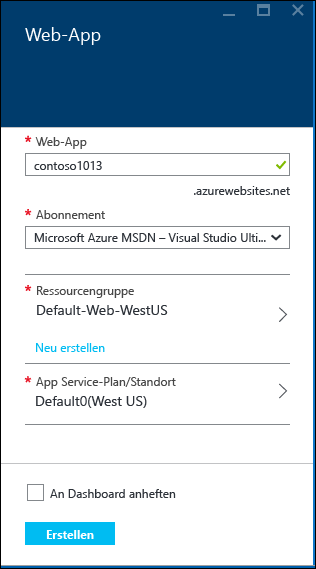 Web-App
* Web-App
contoso1013
.azurewebsites.net
* Abonnement
Microsoft Azure MSDN – Visual Studio Ulti...
* Ressourcengruppe
Default-Web-WestUS
Neu erstellen
* App Service-Plan/Standort
Default0(West US)
An Dashboard anheften
Erstellen